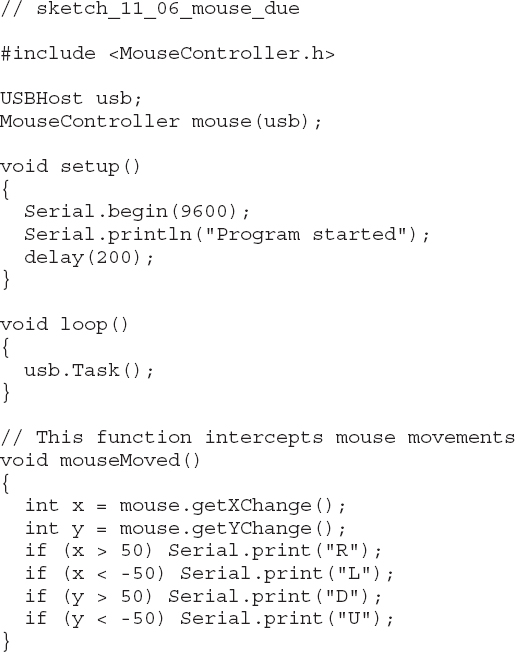 // sketch_11_06_mouse_due

#include <MouseController.h>

USBHost usb;
MouseController mouse(usb);

void setup()
{
  Serial.begin(9600);
  Serial.println("Program started");
  delay(200);
}

void loop()
{
  usb.Task();
}

// This function intercepts mouse movements
void mouseMoved()
{
  int x = mouse.getXChange();
  int y = mouse.getYChange();
  if (x > 50) Serial.print("R");
  if (x < -50) Serial.print("L");
  if (y > 50) Serial.print("D");
  if (y < -50) Serial.print("U");
}